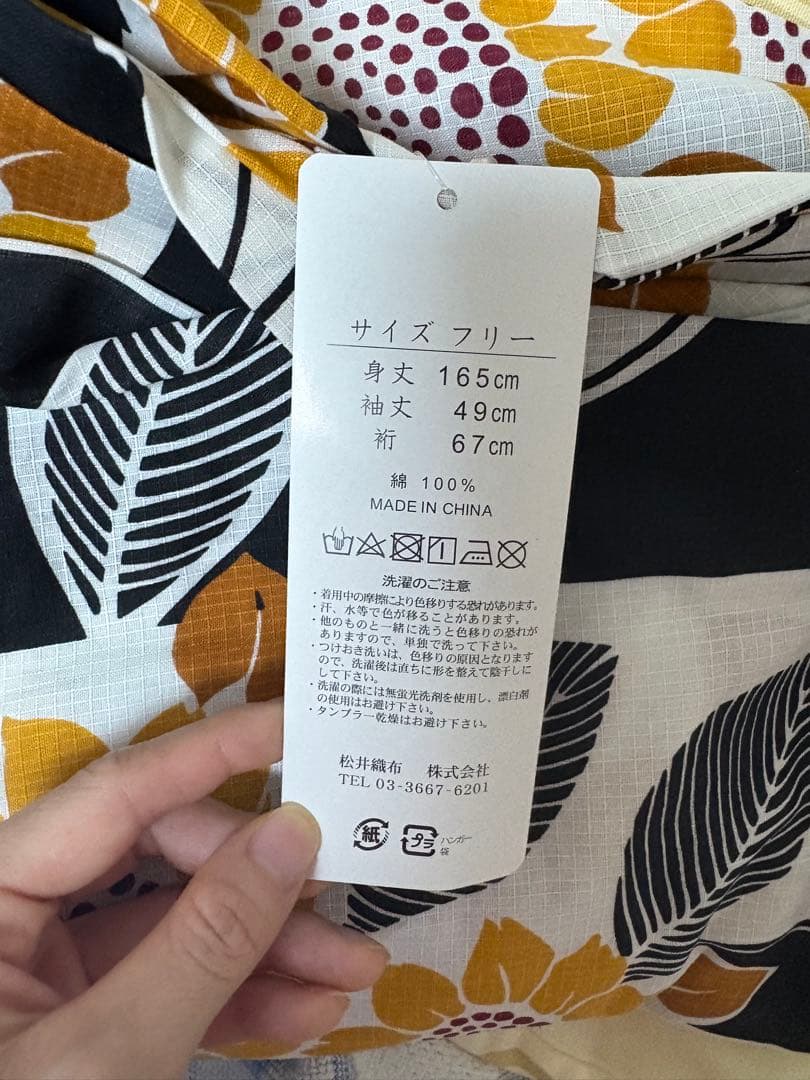 サイズ フリー
身丈 165cm
袖丈 49cm
裄 67cm
綿 100%
MADE IN CHINA
洗濯のご注意
・着用中の摩擦により色移りする恐れがあります。
・汗、水等で色が移ることがあります。
・他のものと一緒に洗うと色移りの恐れが
ありますので、単独で洗って下さい。
・つけおき洗いは、色移りの原因となります
ので、洗濯後は直ちに形を整えて陰干しに
して下さい。
・洗濯の際には無蛍光洗剤を使用し、漂白剤
の使用はお避け下さい。
・タンブラー乾燥はお避け下さい。
松井織布 株式会社
TEL 03-3667-6201
紙 プラ ハンガー
袋